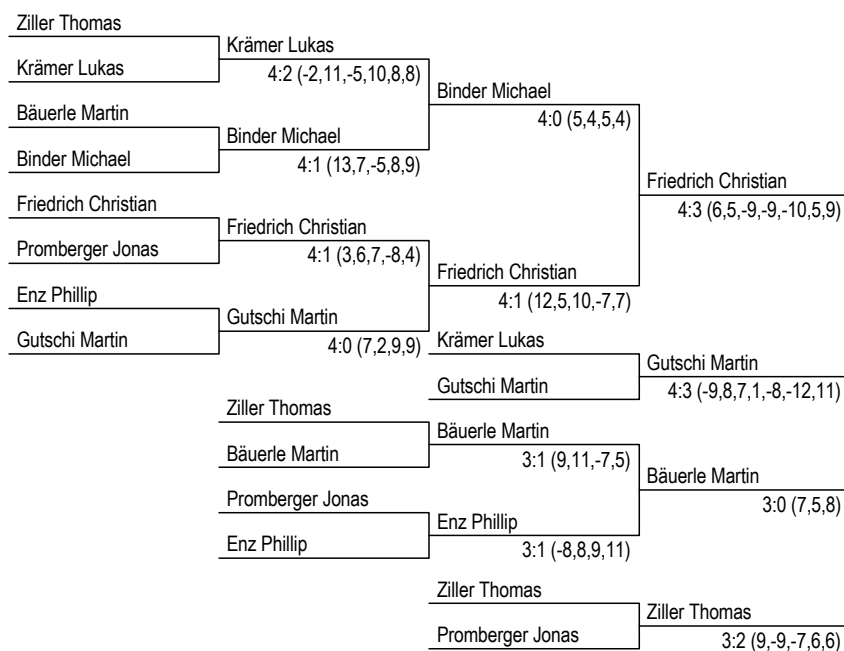 Ziller Thomas
Krämer Lukas
Krämer Lukas
4:2 (-2,11,-5,10,8,8)
Binder Michael
4:0 (5,4,5,4)
Bäuerle Martin
Binder Michael
Binder Michael
4:1 (13,7,-5,8,9)
Friedrich Christian
4:3 (6,5,-9,-9,-10,5,9)
Friedrich Christian
Promberger Jonas
Friedrich Christian
4:1 (3,6,7,-8,4)
Friedrich Christian
4:1 (12,5,10,-7,7)
Enz Phillip
Gutschi Martin
Gutschi Martin
4:0 (7,2,9,9)
Krämer Lukas
Gutschi Martin
Gutschi Martin
4:3 (-9,8,7,1,-8,-12,11)
Ziller Thomas
Bäuerle Martin
Bäuerle Martin
3:1 (9,11,-7,5)
Bäuerle Martin
3:0 (7,5,8)
Promberger Jonas
Enz Phillip
Enz Phillip
3:1 (-8,8,9,11)
Ziller Thomas
Promberger Jonas
Ziller Thomas
3:2 (9,-9,-7,6,6)